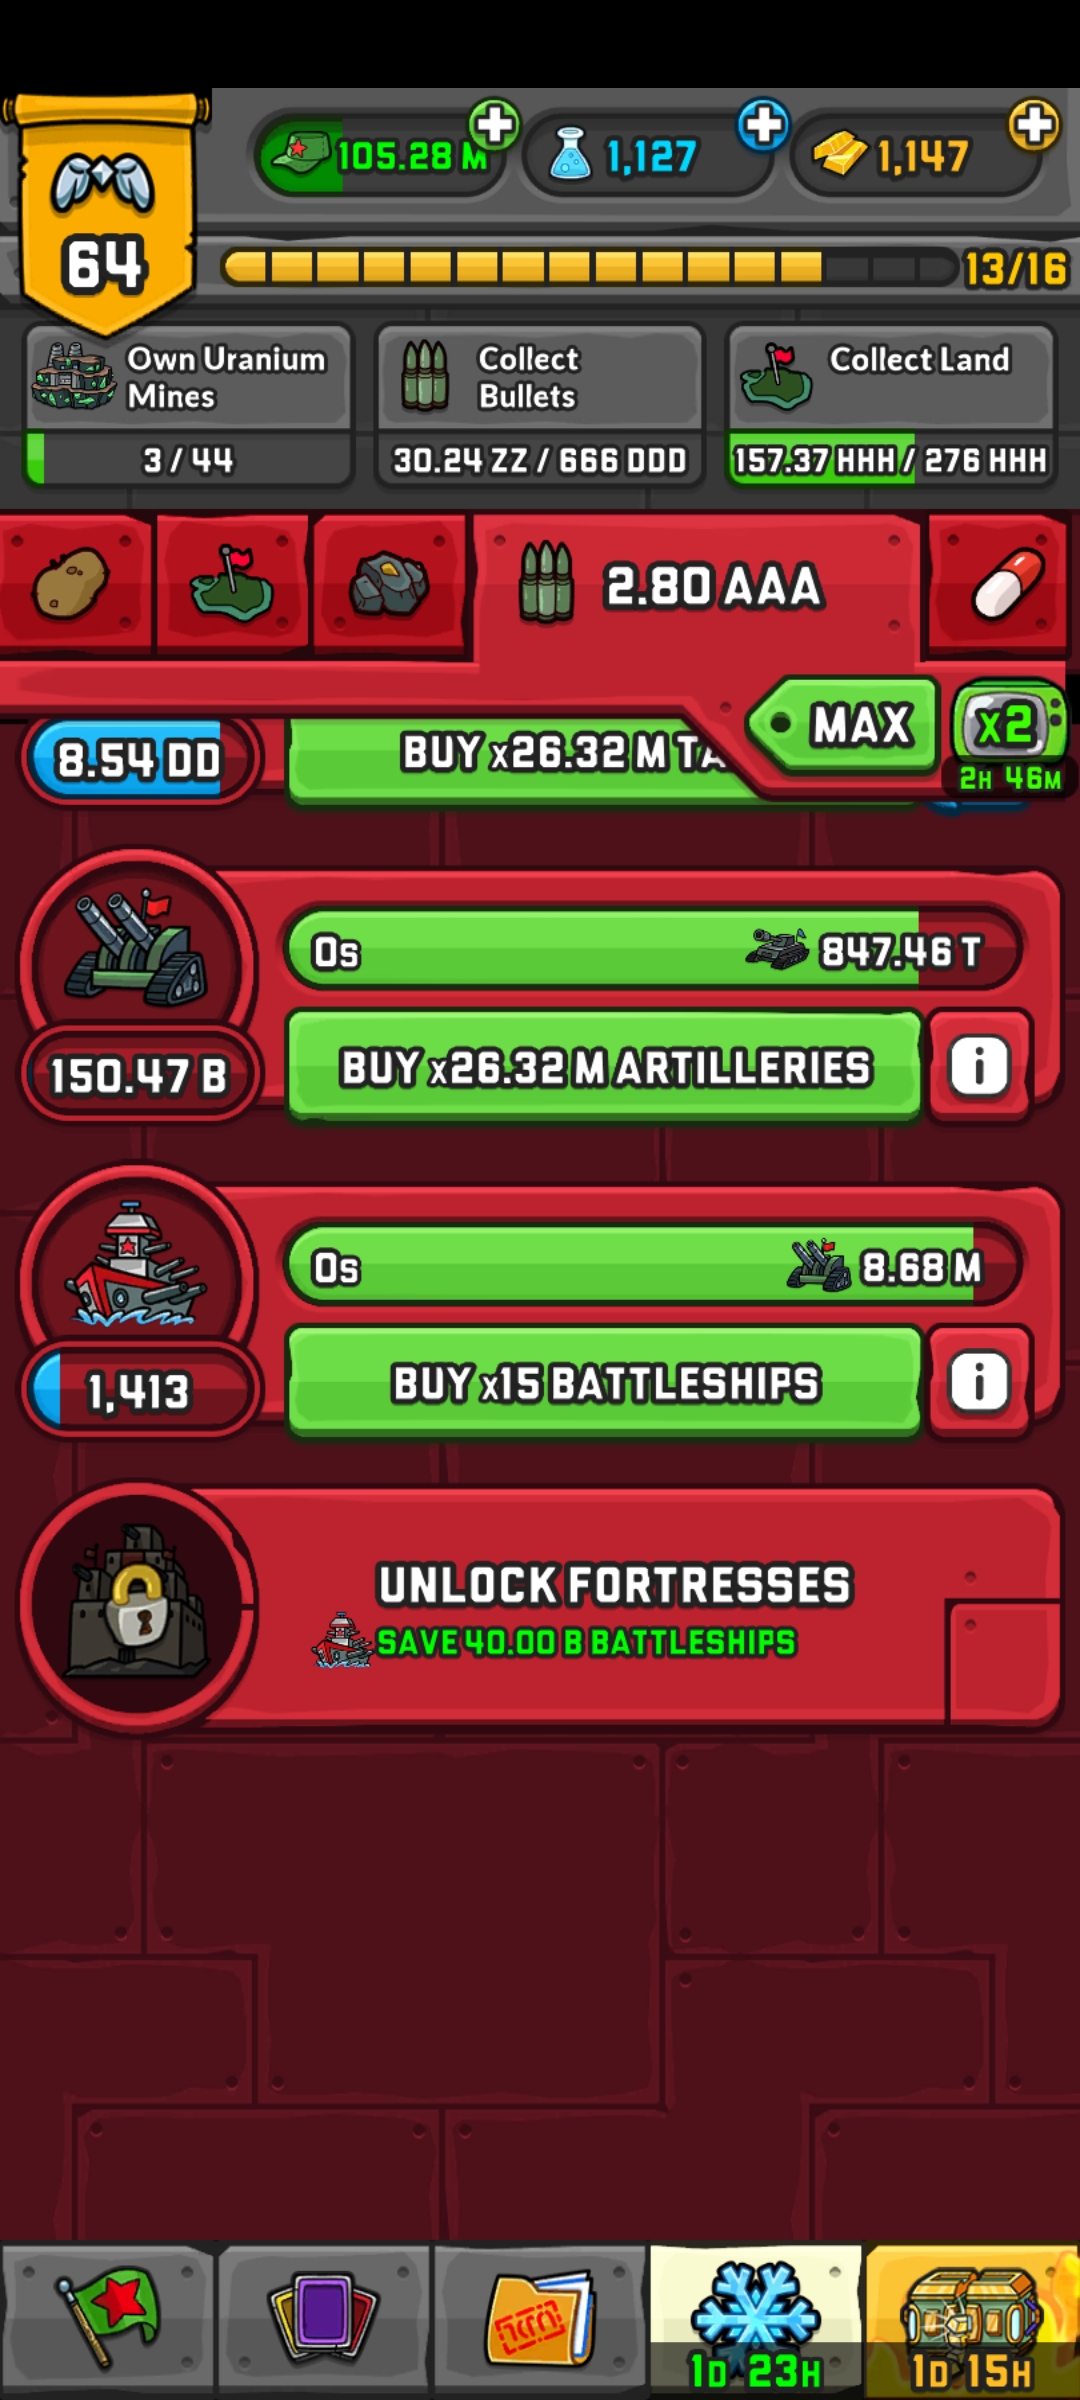 105.28 M
1,127
1,147
64
13/16
Own Uranium
Mines
3 / 44
Collect
Bullets
30.24 ZZ / 666 DDD
Collect Land
157.37 HHH / 276 HHH
2.80 AAA
MAX
x2
2H 46M
8.54 DD
BUY x26.32 M TA
0s
847.46 T
150.47 B
BUY x26.32 M ARTILLERIES
i
0s
8.68 M
1,413
BUY x15 BATTLESHIPS
i
UNLOCK FORTRESSES
SAVE 40.00 B BATTLESHIPS
1D 23H
1D 15H